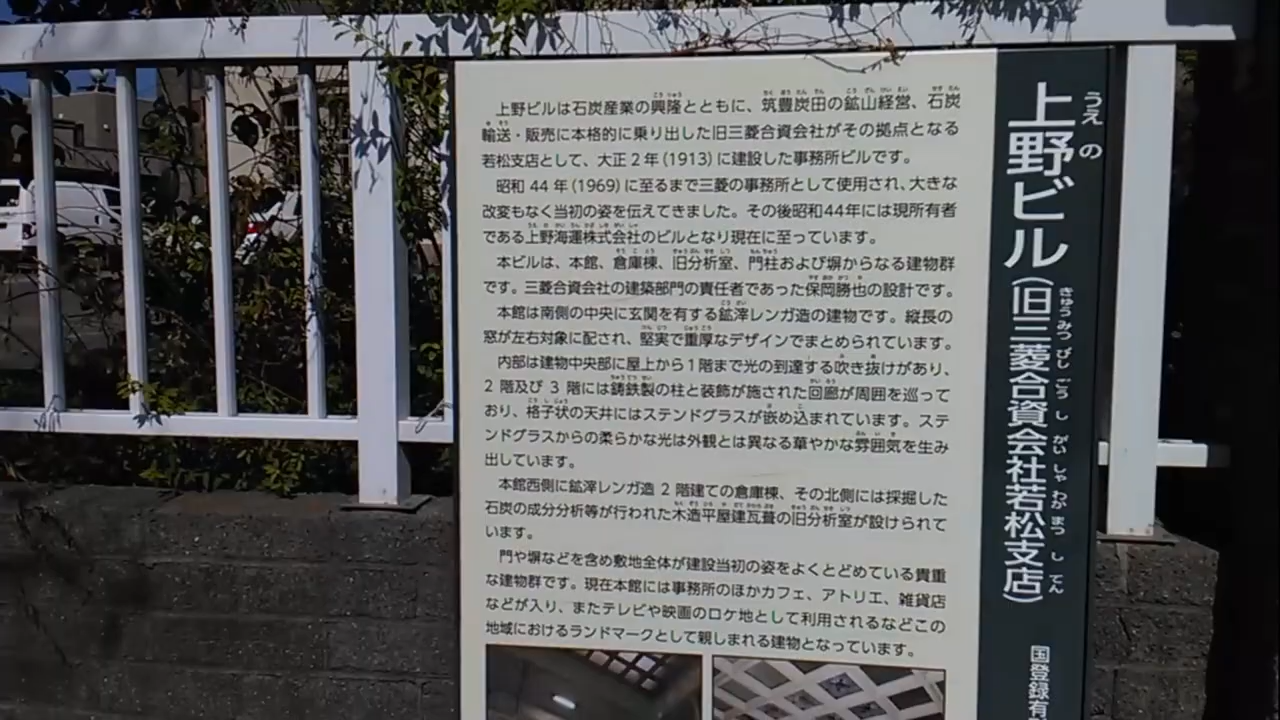 上野ビル(旧三菱合資会社若松支店)
うえ の
きゅうみつ びし ごう し がい しゃ わか まつ し てん
国登録有
上野ビルは石炭産業の興隆とともに、筑豊炭田の鉱山経営、石炭
輸送・販売に本格的に乗り出した旧三菱合資会社がその拠点となる
若松支店として、大正2年(1913)に建設した事務所ビルです。
昭和 44 年(1969)に至るまで三菱の事務所として使用され、大きな
改変もなく当初の姿を伝えてきました。その後昭和44年には現所有者
である上野海運株式会社のビルとなり現在に至っています。
本ビルは、本館、倉庫棟、旧分析室、門柱および塀からなる建物群
です。三菱合資会社の建築部門の責任者であった保岡勝也の設計です。
本館は南側の中央に玄関を有する鉱滓レンガ造の建物です。縦長の
窓が左右対象に配され、堅実で重厚なデザインでまとめられています。
内部は建物中央部に屋上から1階まで光の到達する吹き抜けがあり、
2 階及び 3 階には鋳鉄製の柱と装飾が施された回廊が周囲を巡って
おり、格子状の天井にはステンドグラスが嵌め込まれています。ステ
ンドグラスからの柔らかな光は外観とは異なる華やかな雰囲気を生み
出しています。
本館西側に鉱滓レンガ造 2 階建ての倉庫棟、その北側には採掘した
石炭の成分分析等が行われた木造平屋建瓦葺の旧分析室が設けられて
います。
門や塀などを含め敷地全体が建設当初の姿をよくとどめている貴重
な建物群です。現在本館には事務所のほかカフェ、アトリエ、雑貨店
などが入り、またテレビや映画のロケ地として利用されるなどこの
地域におけるランドマークとして親しまれる建物となっています。